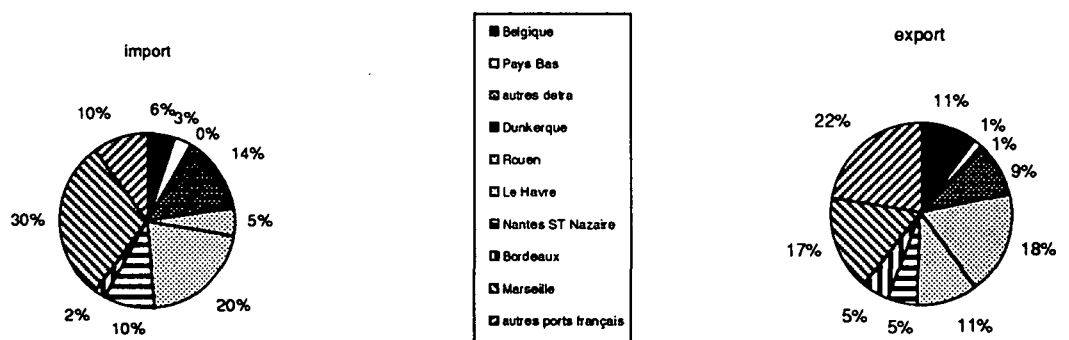 import
10%
6%
3%
0%
14%
5%
20%
10%
2%
30%
Belgique
Pays Bas
autres detra
Dunkerque
Rouen
Le Havre
Nantes ST Nazaire
Bordeaux
Marseille
autres ports français
export
22%
11%
1%
1%
9%
18%
11%
5%
5%
17%